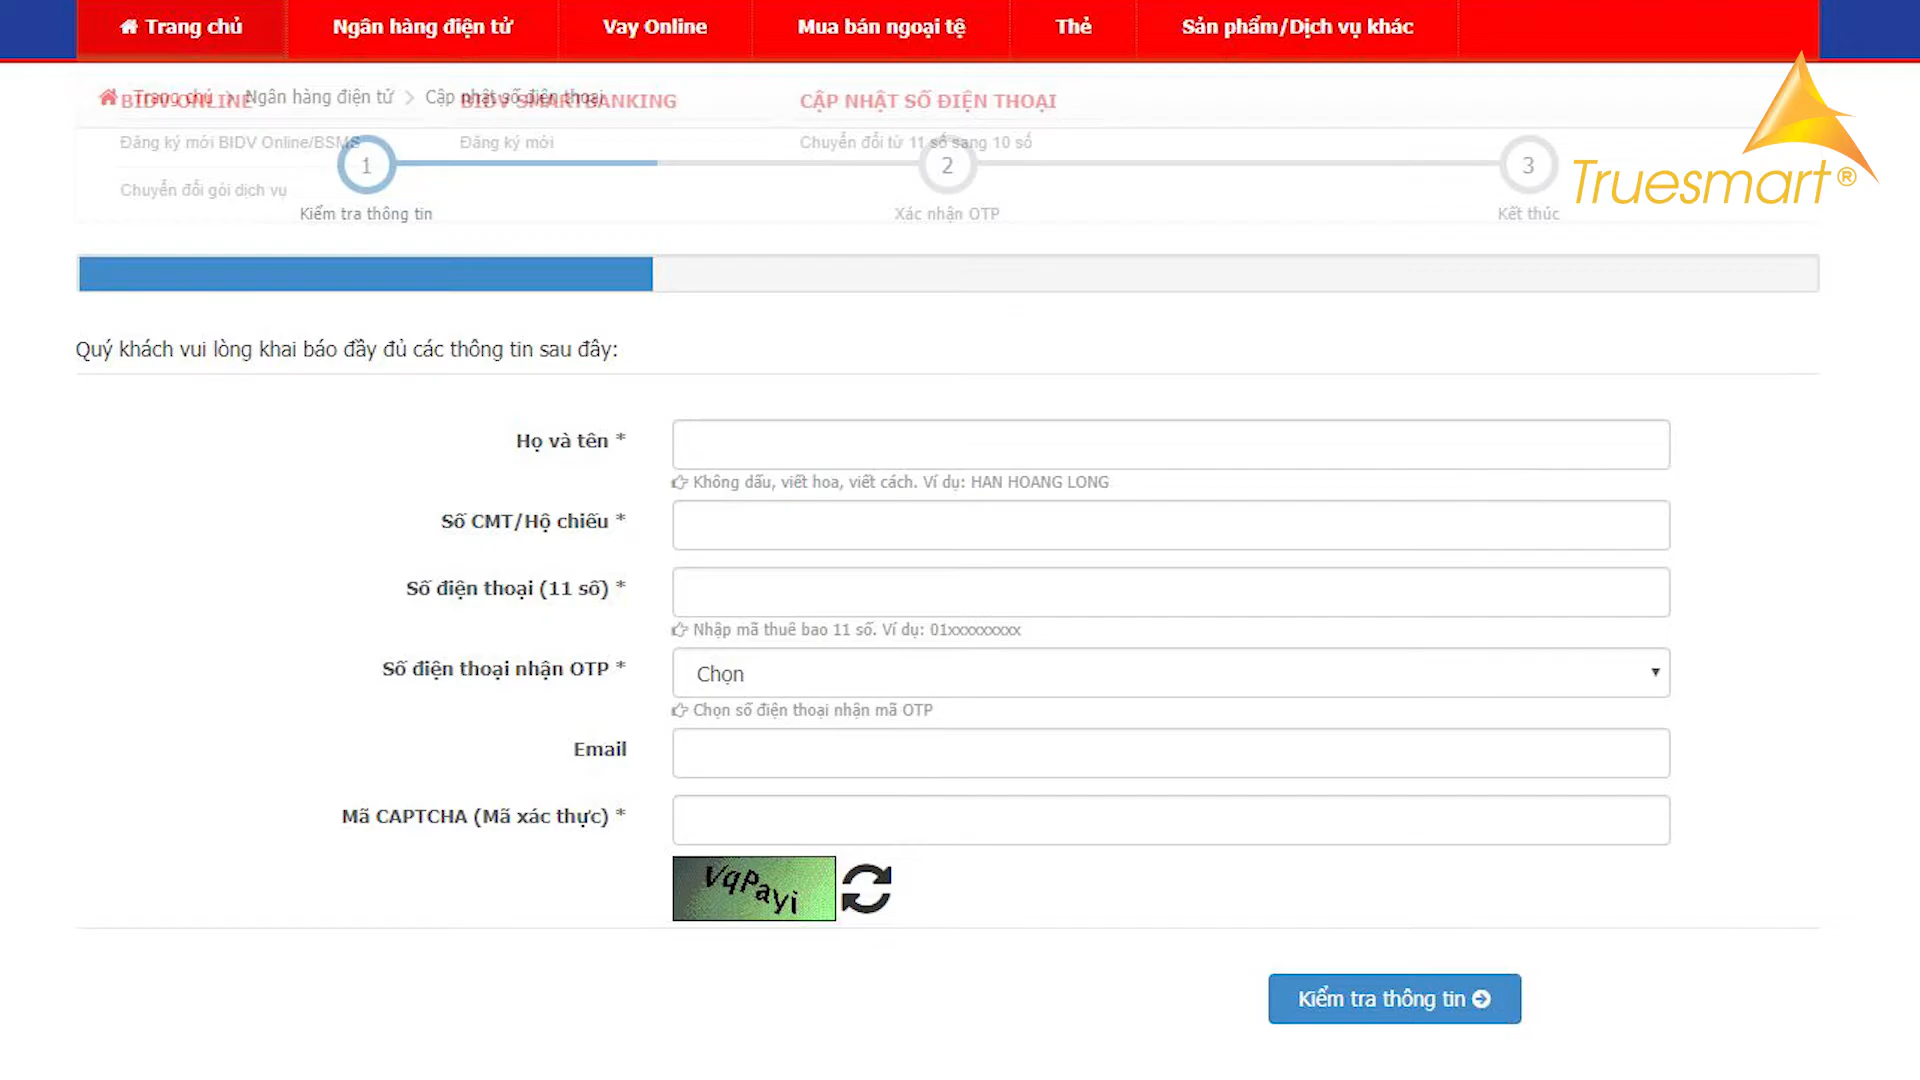 Trang chủ Ngân hàng điện tử Vay Online Mua bán ngoại tệ Thẻ Sản phẩm/Dịch vụ khác
Trang chủ Ngân hàng điện tử Cập nhật số điện thoại
BIDV ONLINE BIDV SMARTBANKING CẬP NHẬT SỐ ĐIỆN THOẠI
Đăng ký mới BIDV Online/BSMS Đăng ký mới Chuyển đổi từ 11 số sang 10 số
1 2 3
Truesmart®
Chuyển đổi gói dịch vụ
Kiểm tra thông tin Xác nhận OTP Kết thúc
Quý khách vui lòng khai báo đầy đủ các thông tin sau đây:
Họ và tên *
Không dấu, viết hoa, viết cách. Ví dụ: HAN HOANG LONG
Số CMT/Hộ chiếu *
Số điện thoại (11 số) *
Nhập mã thuê bao 11 số. Ví dụ: 01xxxxxxxxx
Số điện thoại nhận OTP * Chọn
Chọn số điện thoại nhận mã OTP
Email
Mã CAPTCHA (Mã xác thực) *
VqPayi
Kiểm tra thông tin